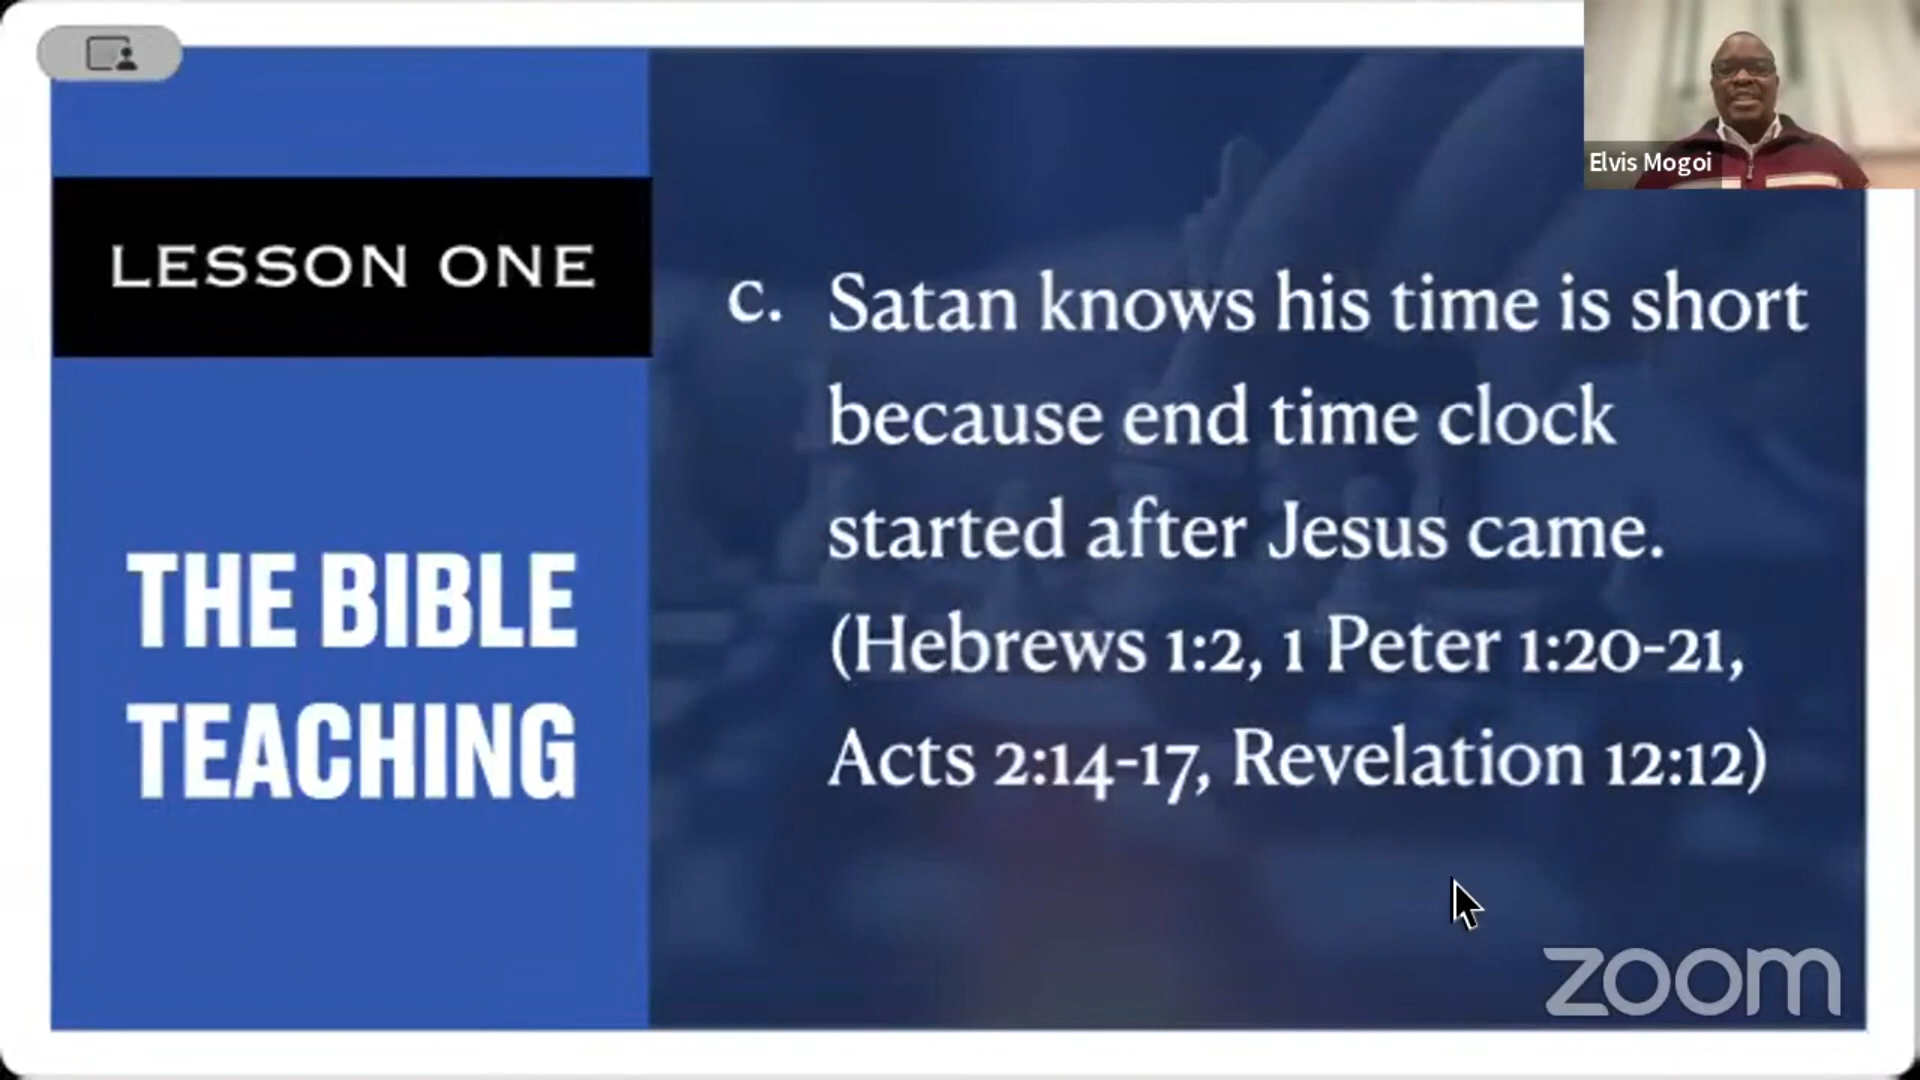 Elvis Mogoi
LESSON ONE
THE BIBLE
TEACHING
c. Satan knows his time is short
because end time clock
started after Jesus came.
(Hebrews 1:2, 1 Peter 1:20-21,
Acts 2:14-17, Revelation 12:12)
zoom